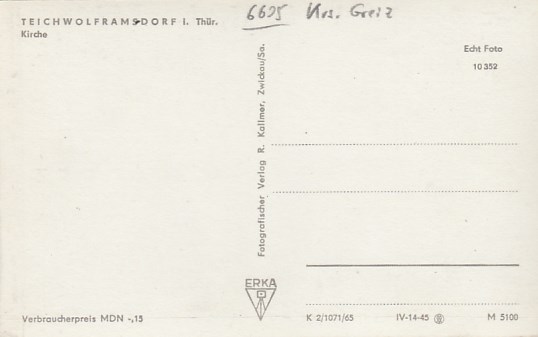 TEICHWOLFRAMSDORF i. Thür.
Kirche
6625 Krs. Greiz
Echt Foto
10 352
Fotografischer Verlag R. Kallmer, Zwickau/Sa.
ERKA
Verbraucherpreis MDN -,15
K 2/1071/65 IV-14-45 M 5100